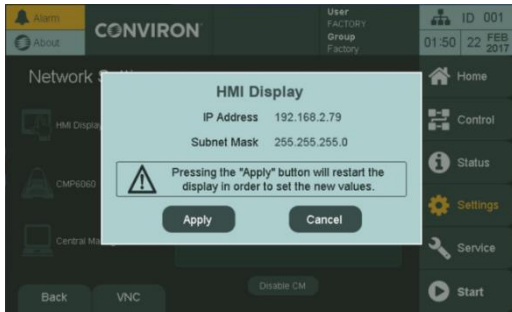 Alarm
About
CONVIRON
User
FACTORY
Group
Factory
ID 001
01:50
22 FEB 2017
Network
HMI Display
CMP6060
Central
HMI Display
IP Address 192.168.2.79
Subnet Mask 255.255.255.0
Pressing the "Apply" button will restart the
display in order to set the new values.
Apply
Cancel
Disable CM
Back
VNC
Home
Control
Status
Settings
Service
Start